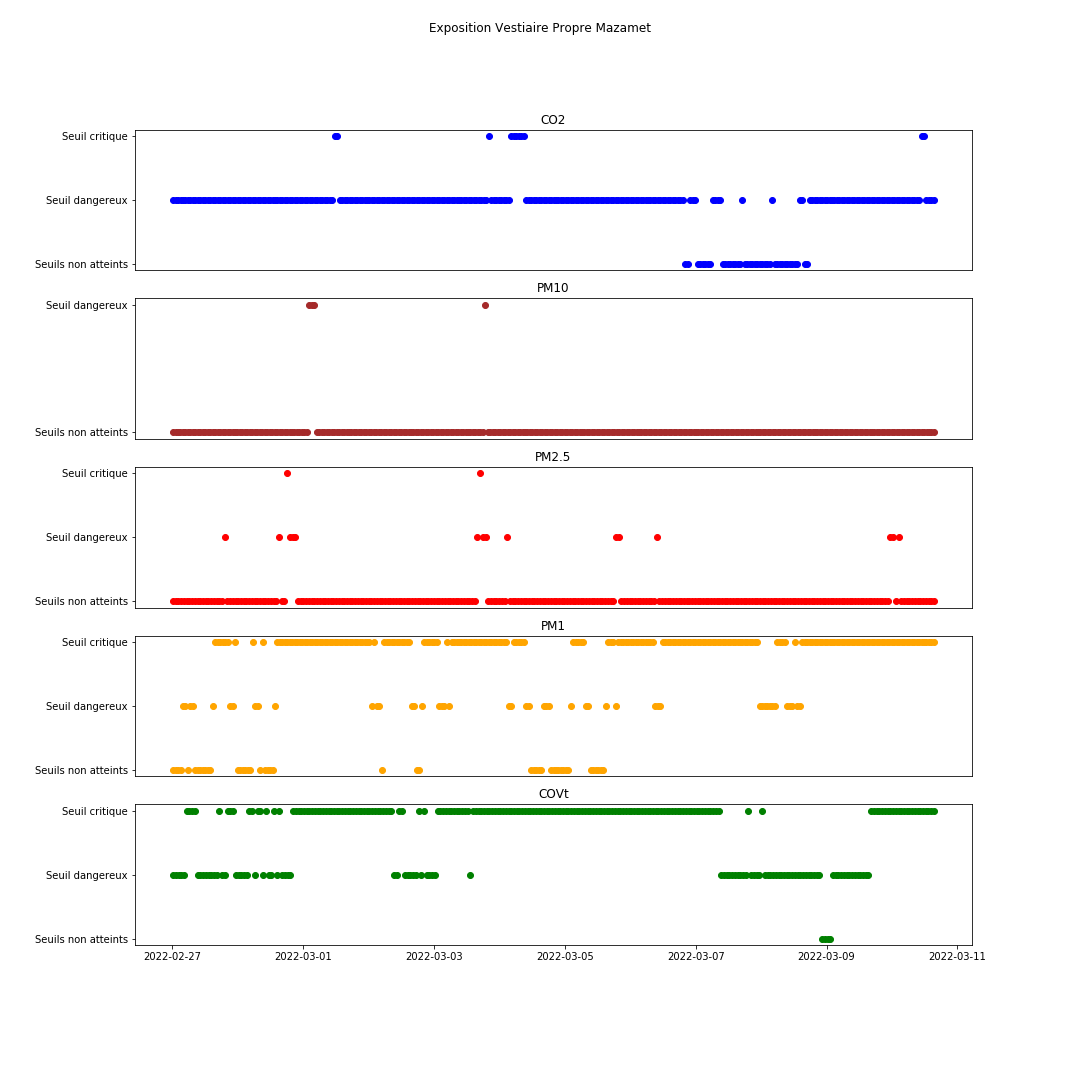 Exposition Vestiaire Propre Mazamet
CO2
Seuil critique
Seuil dangereux
Seuils non atteints
PM10
Seuil dangereux
Seuils non atteints
PM2.5
Seuil critique
Seuil dangereux
Seuils non atteints
PM1
Seuil critique
Seuil dangereux
Seuils non atteints
COVt
Seuil critique
Seuil dangereux
Seuils non atteints
2022-02-27 2022-03-01 2022-03-03 2022-03-05 2022-03-07 2022-03-09 2022-03-11